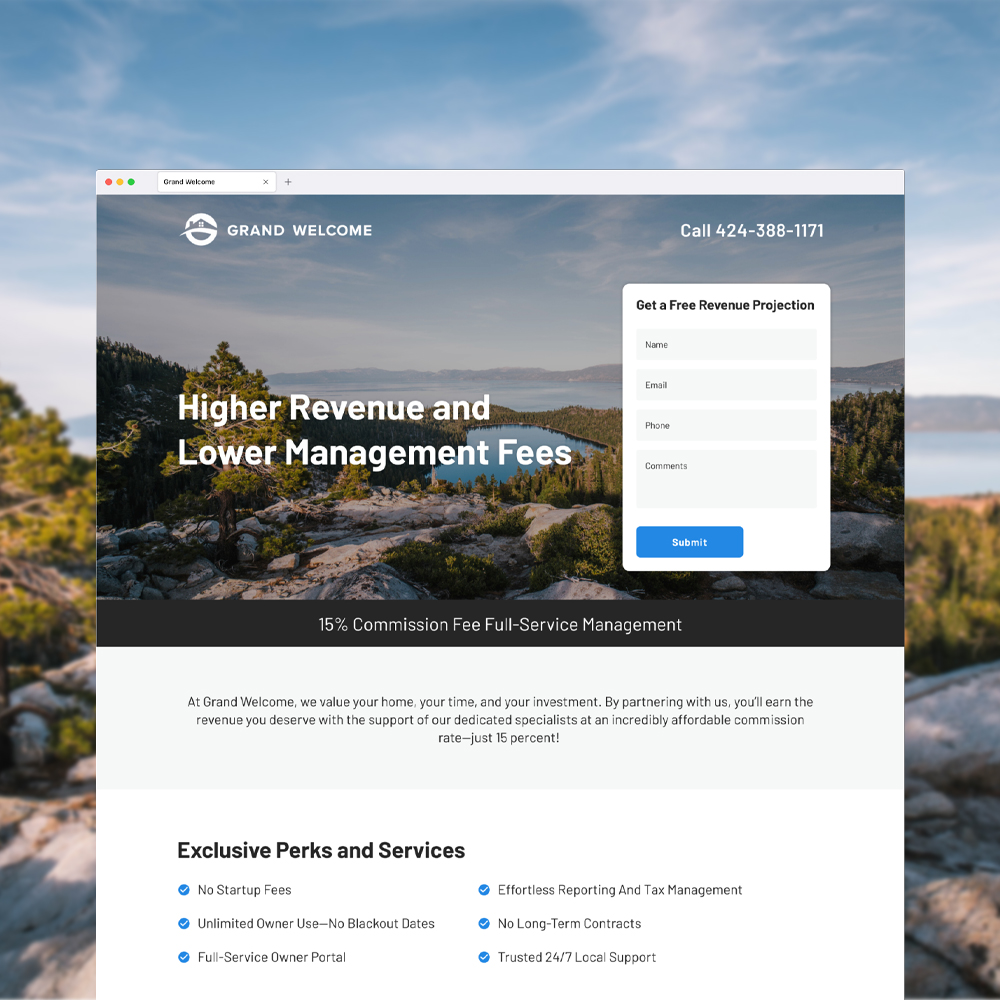 Grand Welcome
GRAND WELCOME
Call 424-388-1171
Higher Revenue and
Lower Management Fees
Get a Free Revenue Projection
Name
Email
Phone
Comments
Submit
15% Commission Fee Full-Service Management
At Grand Welcome, we value your home, your time, and your investment. By partnering with us, you’ll earn the
revenue you deserve with the support of our dedicated specialists at an incredibly affordable commission
rate—just 15 percent!
Exclusive Perks and Services
No Startup Fees
Effortless Reporting And Tax Management
Unlimited Owner Use—No Blackout Dates
No Long-Term Contracts
Full-Service Owner Portal
Trusted 24/7 Local Support